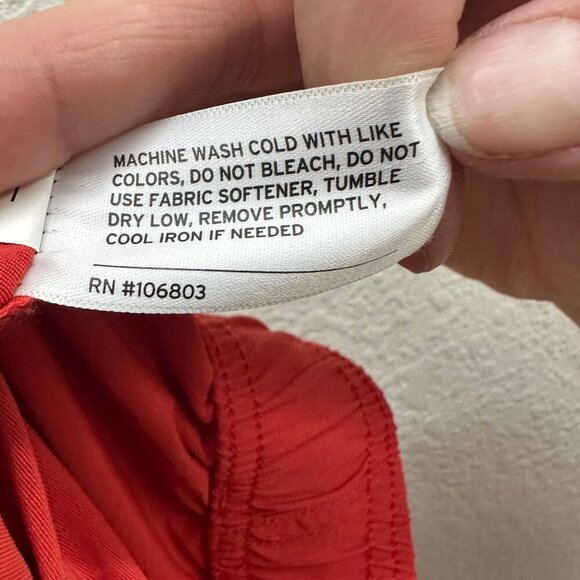 MACHINE WASH COLD WITH LIKE
COLORS, DO NOT BLEACH, DO NOT
USE FABRIC SOFTENER, TUMBLE
DRY LOW, REMOVE PROMPTLY,
COOL IRON IF NEEDED
RN #106803